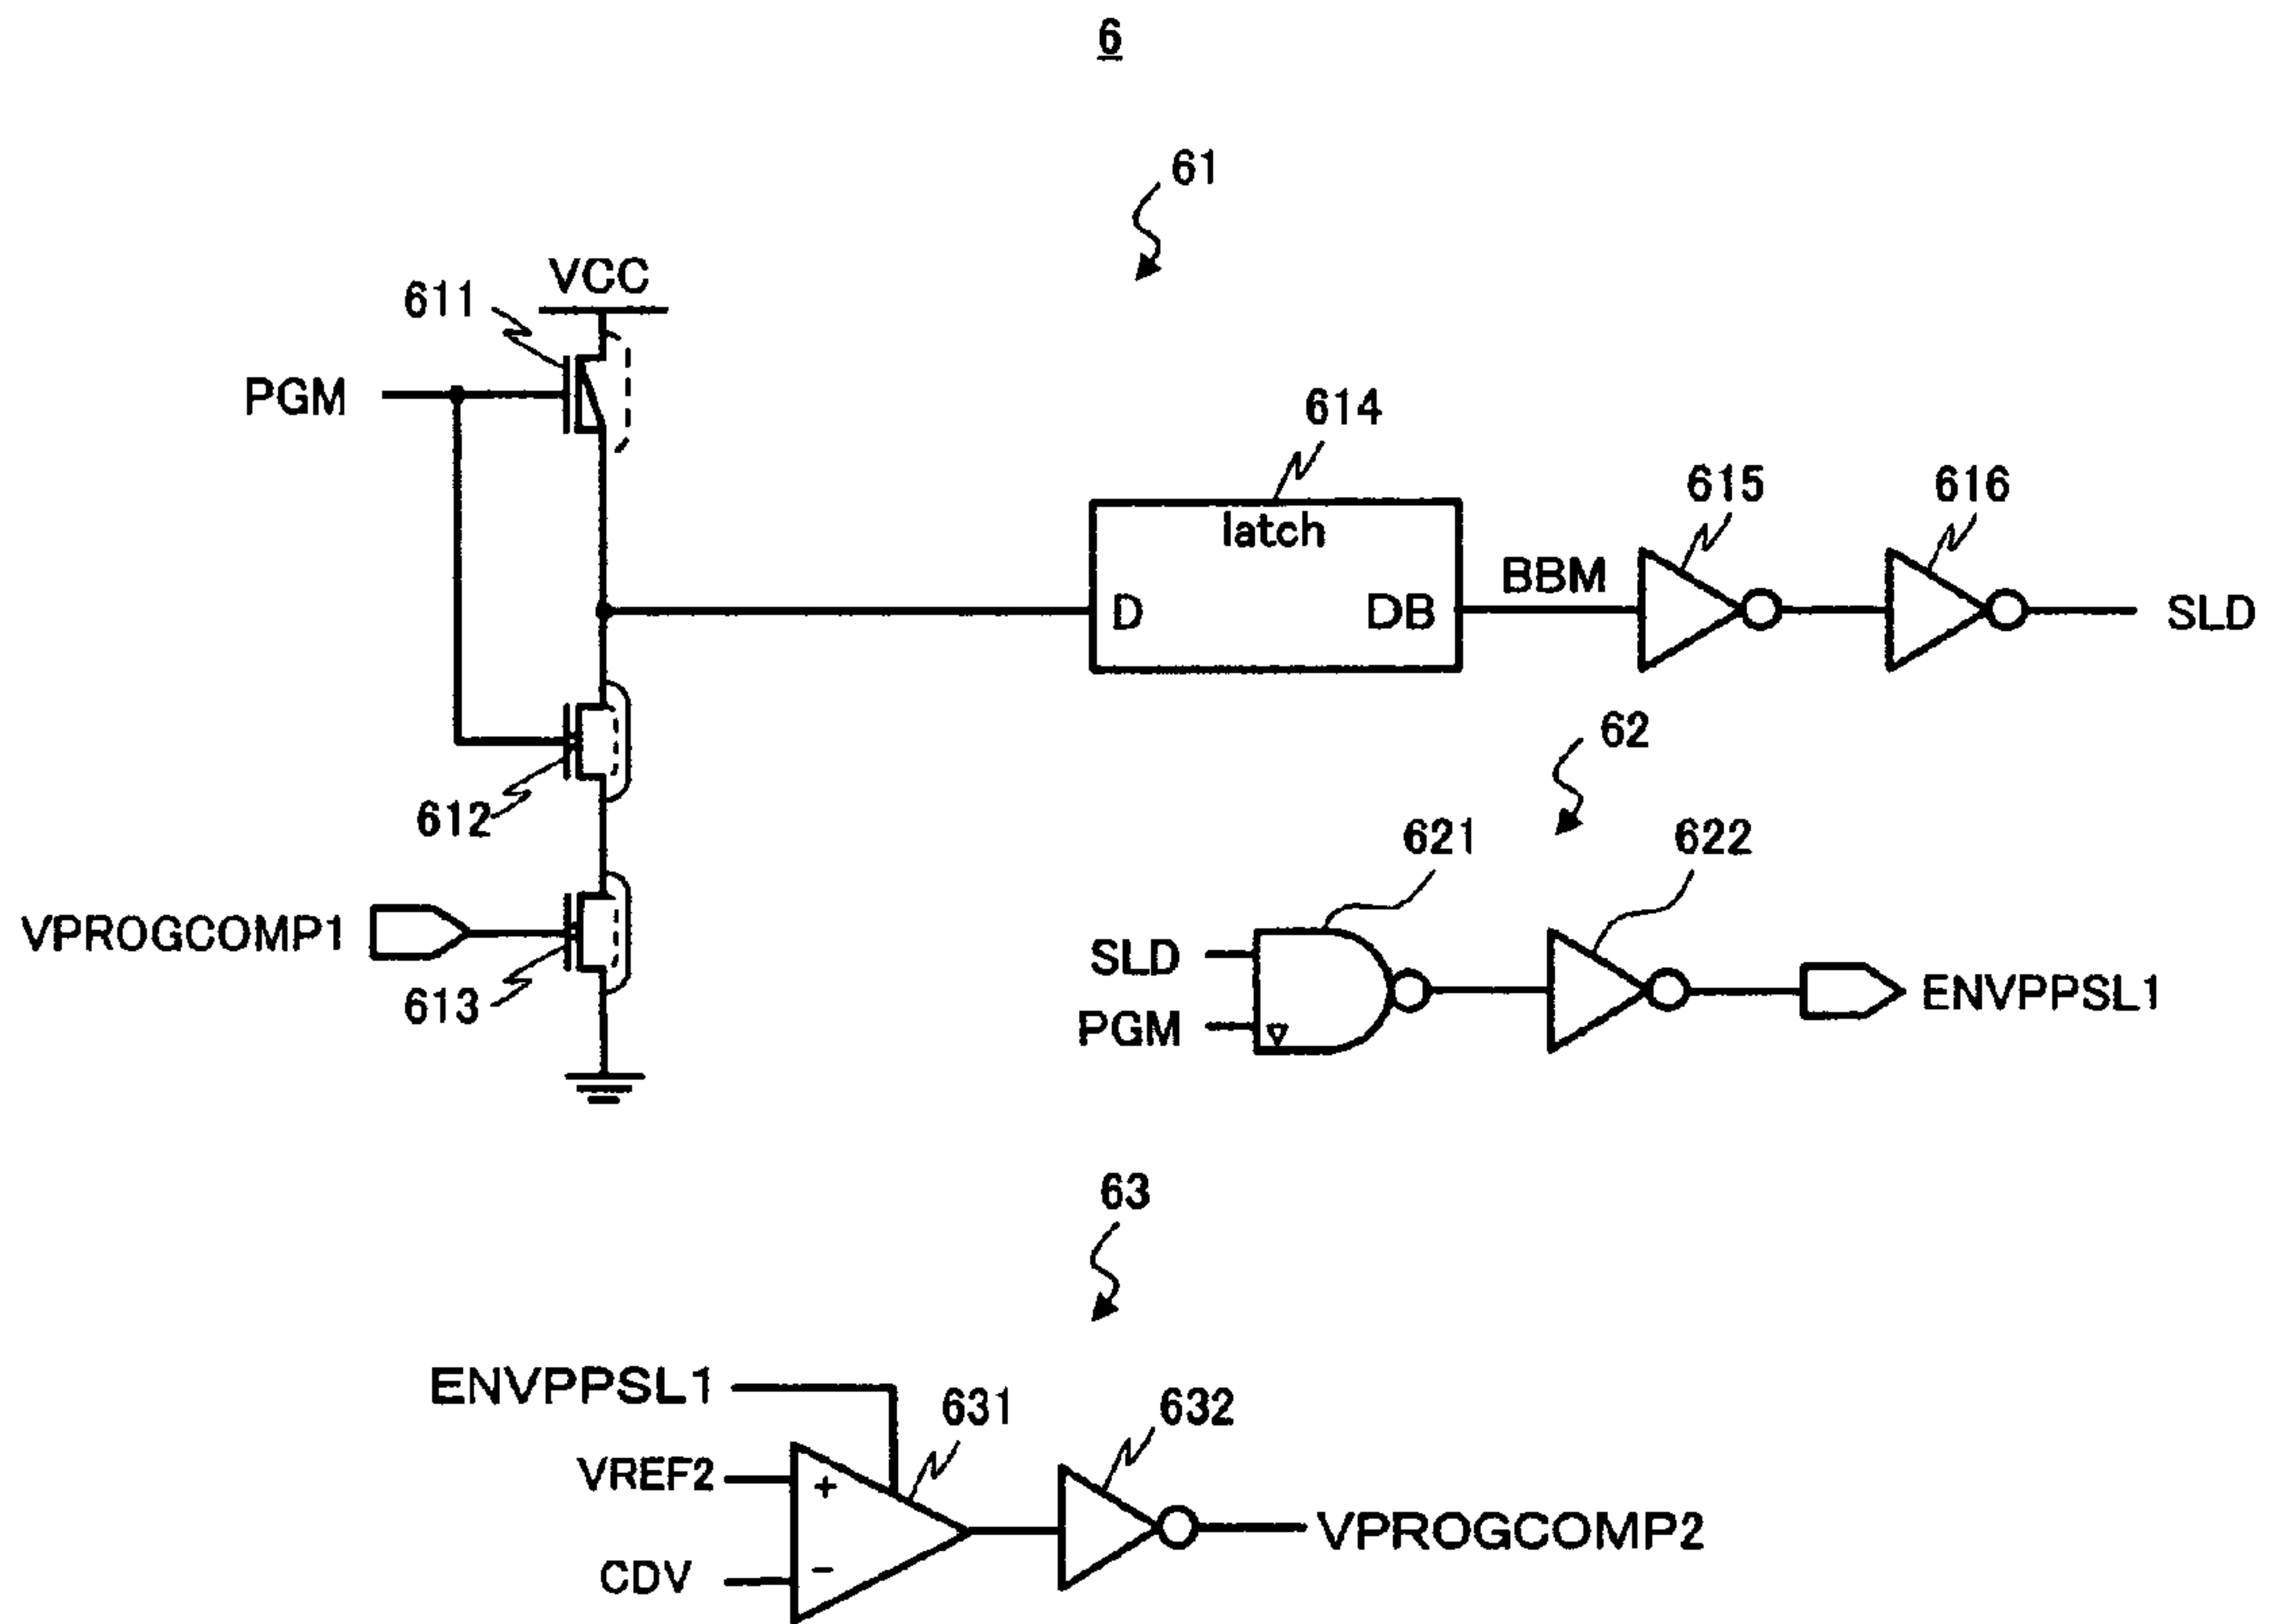 6
61
VCC
611
PGM
614
latch
D
DB
BBM
615
616
SLD
612
62
VPROGCOMP1
613
621
622
SLD
PGM
ENVPPSL1
63
ENVPPSL1
631
632
VREF2
+
CDV
−
VPROGCOMP2